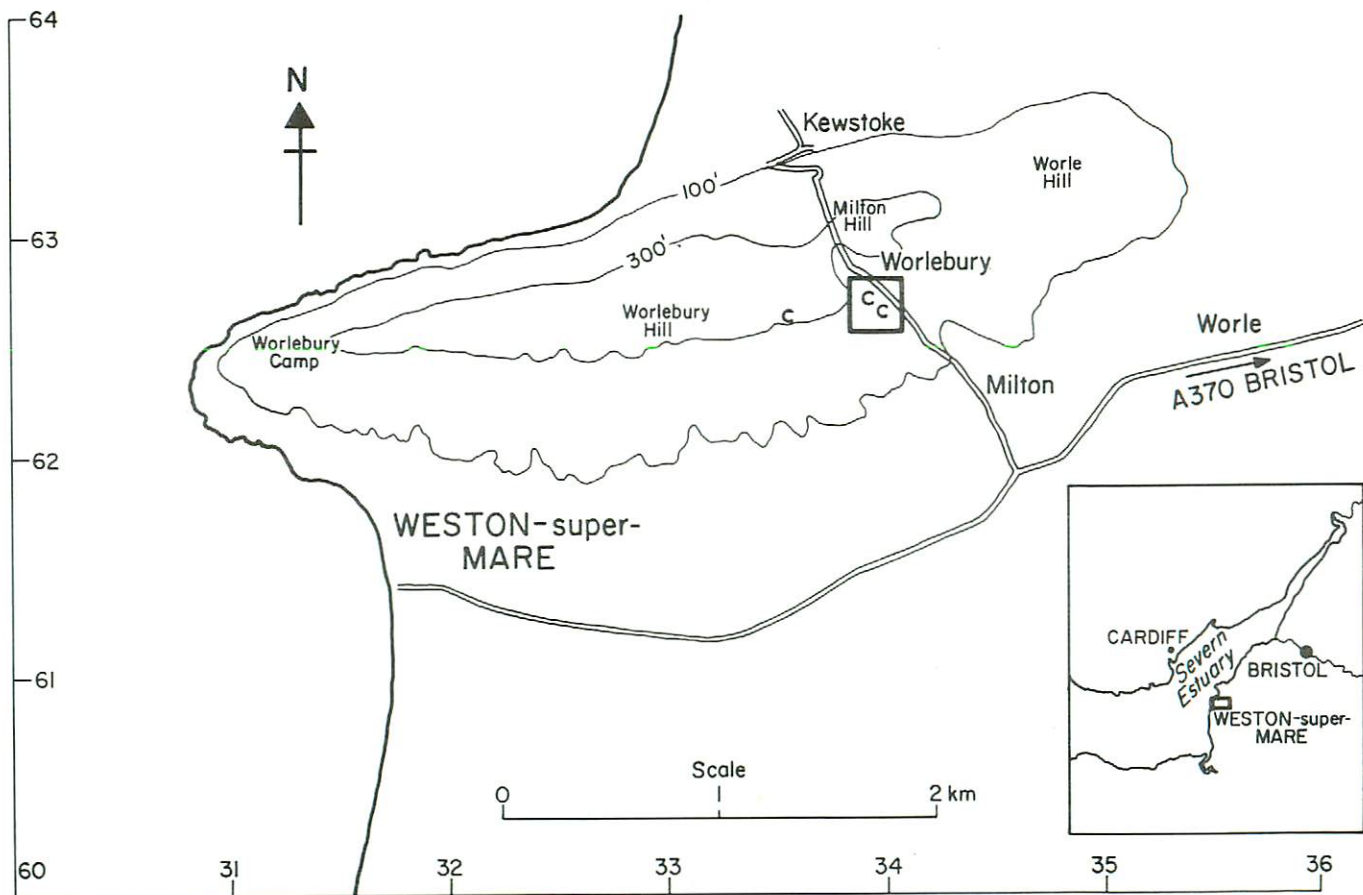 64
N
Kewstoke
Worle
Hill
100'
Milton
Hill
63
300'
Worlebury
C
C
Worlebury
Hill
C
Worlebury
Camp
Worle
Milton
A370 BRISTOL
62
WESTON-super-
MARE
CARDIFF
Severn
Estuary
BRISTOL
61
WESTON-super-
MARE
Scale
0
2 km
60
31
32
33
34
35
36